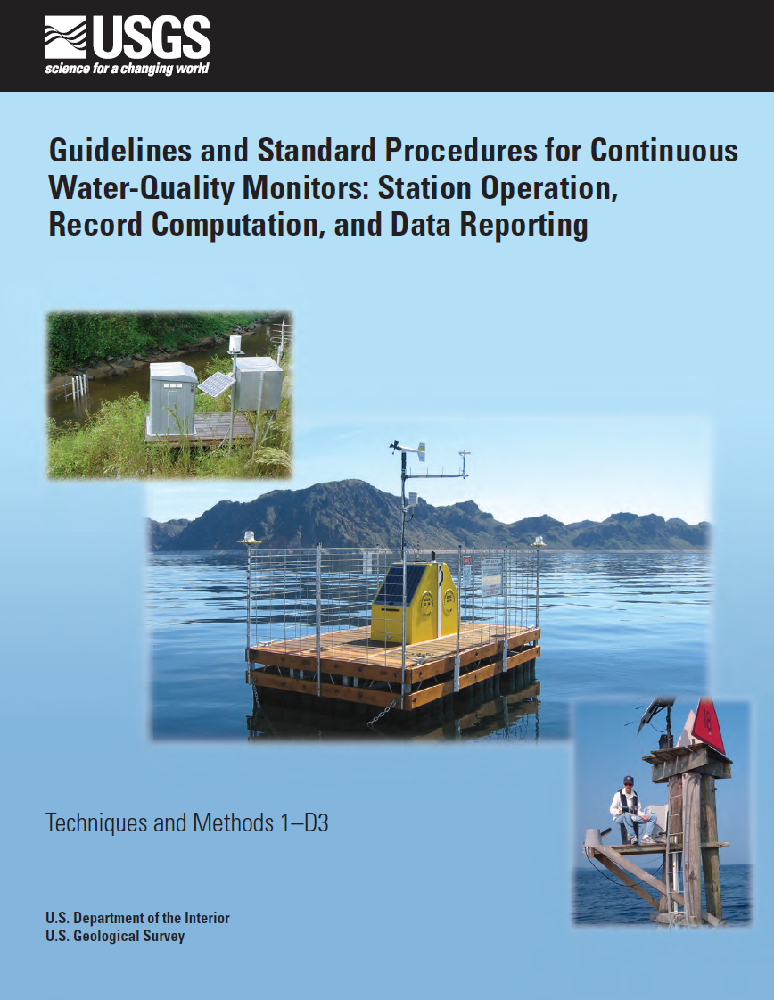 USGS
science for a changing world
Guidelines and Standard Procedures for Continuous
Water-Quality Monitors: Station Operation,
Record Computation, and Data Reporting
Techniques and Methods 1–D3
U.S. Department of the Interior
U.S. Geological Survey